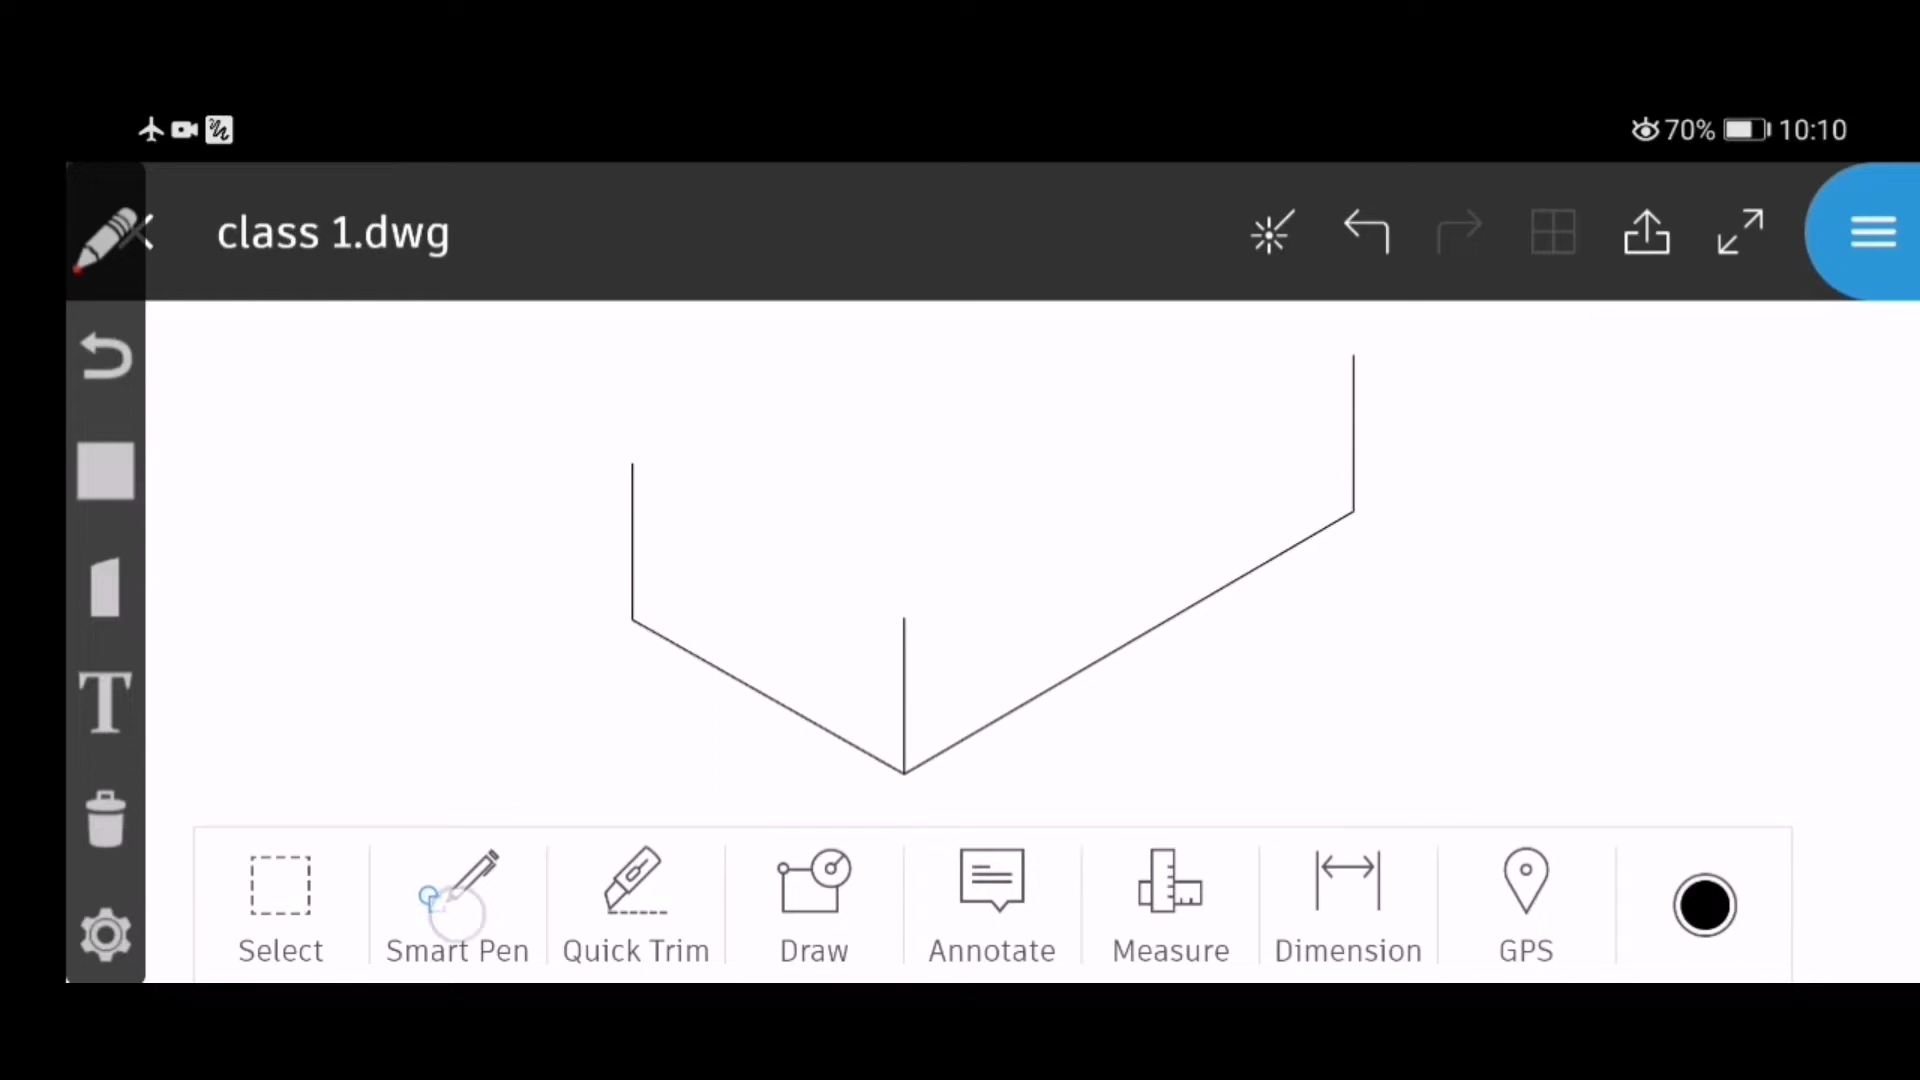 70% 10:10
class 1.dwg
T
Select Smart Pen Quick Trim Draw Annotate Measure Dimension GPS